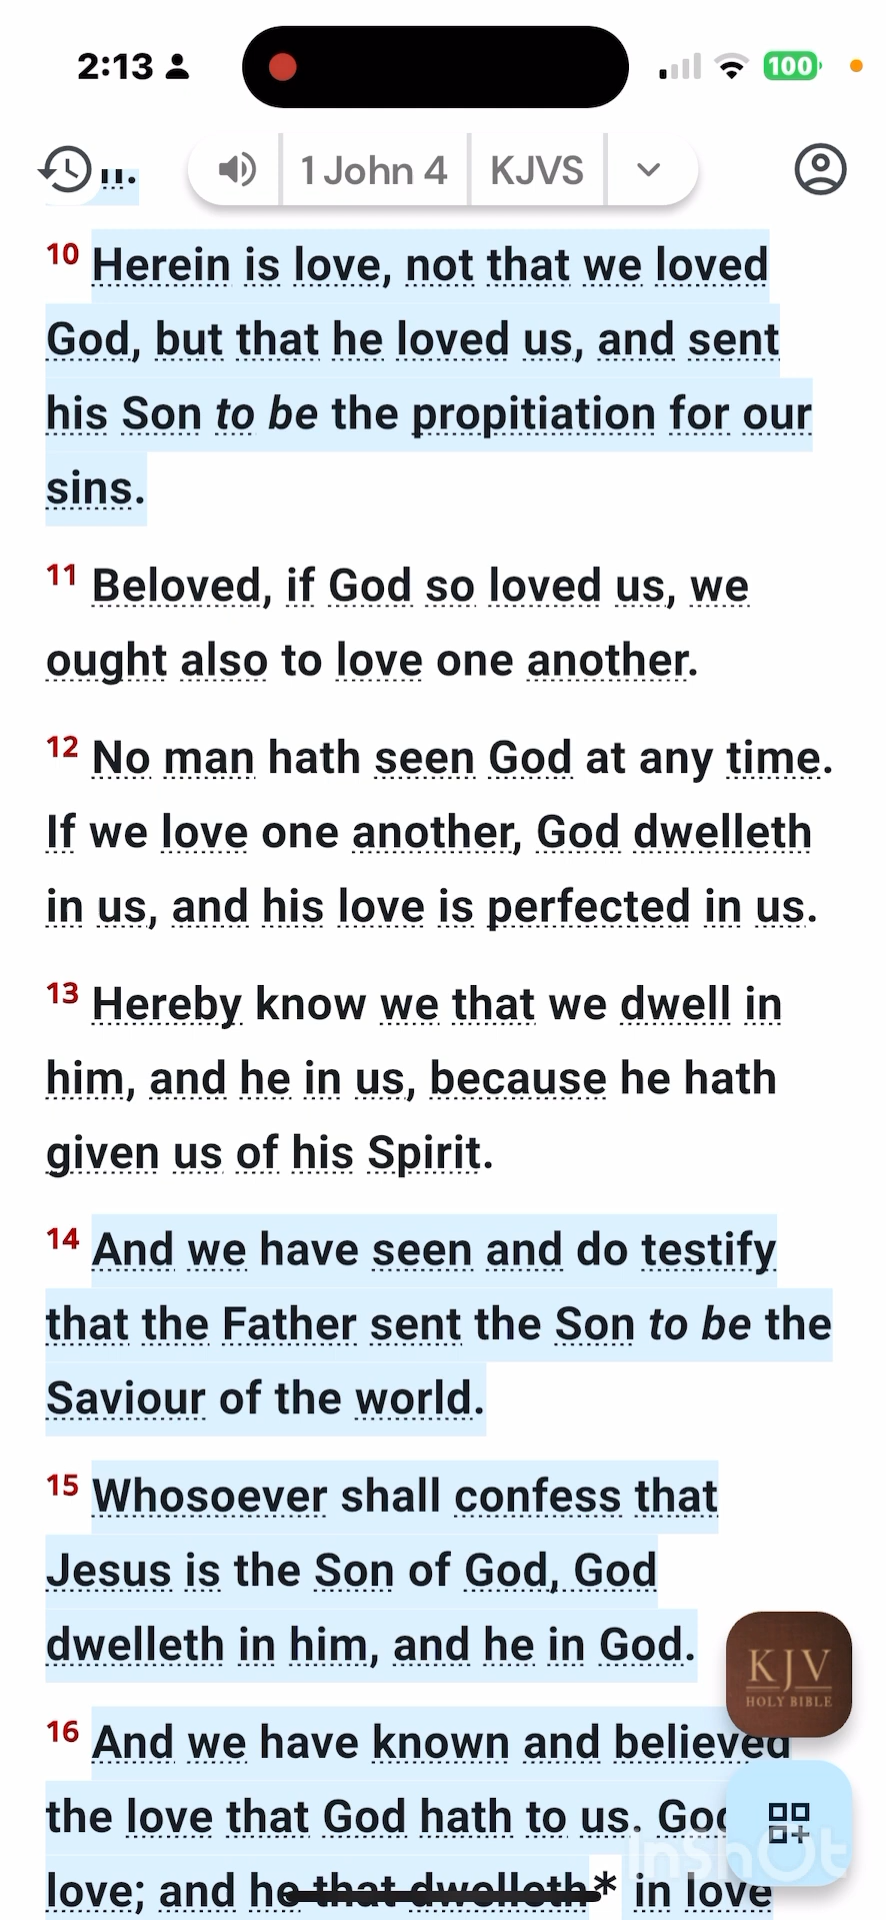 2:13
100
1 John 4 KJVS
10 Herein is love, not that we loved
God, but that he loved us, and sent
his Son to be the propitiation for our
sins.
11 Beloved, if God so loved us, we
ought also to love one another.
12 No man hath seen God at any time.
If we love one another, God dwelleth
in us, and his love is perfected in us.
13 Hereby know we that we dwell in
him, and he in us, because he hath
given us of his Spirit.
14 And we have seen and do testify
that the Father sent the Son to be the
Saviour of the world.
15 Whosoever shall confess that
Jesus is the Son of God, God
dwelleth in him, and he in God.
KJV
HOLY BIBLE
16 And we have known and believed
the love that God hath to us. God
love; and he that dwelleth* in love
InShOt